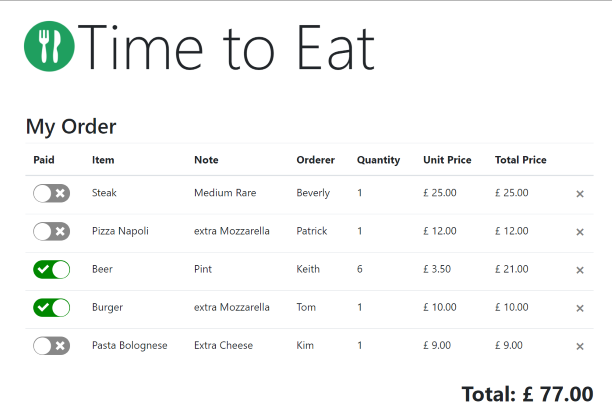 Time to Eat
My Order
Paid Item Note Orderer Quantity Unit Price Total Price
Steak Medium Rare Beverly 1 £ 25.00 £ 25.00
Pizza Napoli extra Mozzarella Patrick 1 £ 12.00 £ 12.00
Beer Pint Keith 6 £ 3.50 £ 21.00
Burger extra Mozzarella Tom 1 £ 10.00 £ 10.00
Pasta Bolognese Extra Cheese Kim 1 £ 9.00 £ 9.00
Total: £ 77.00